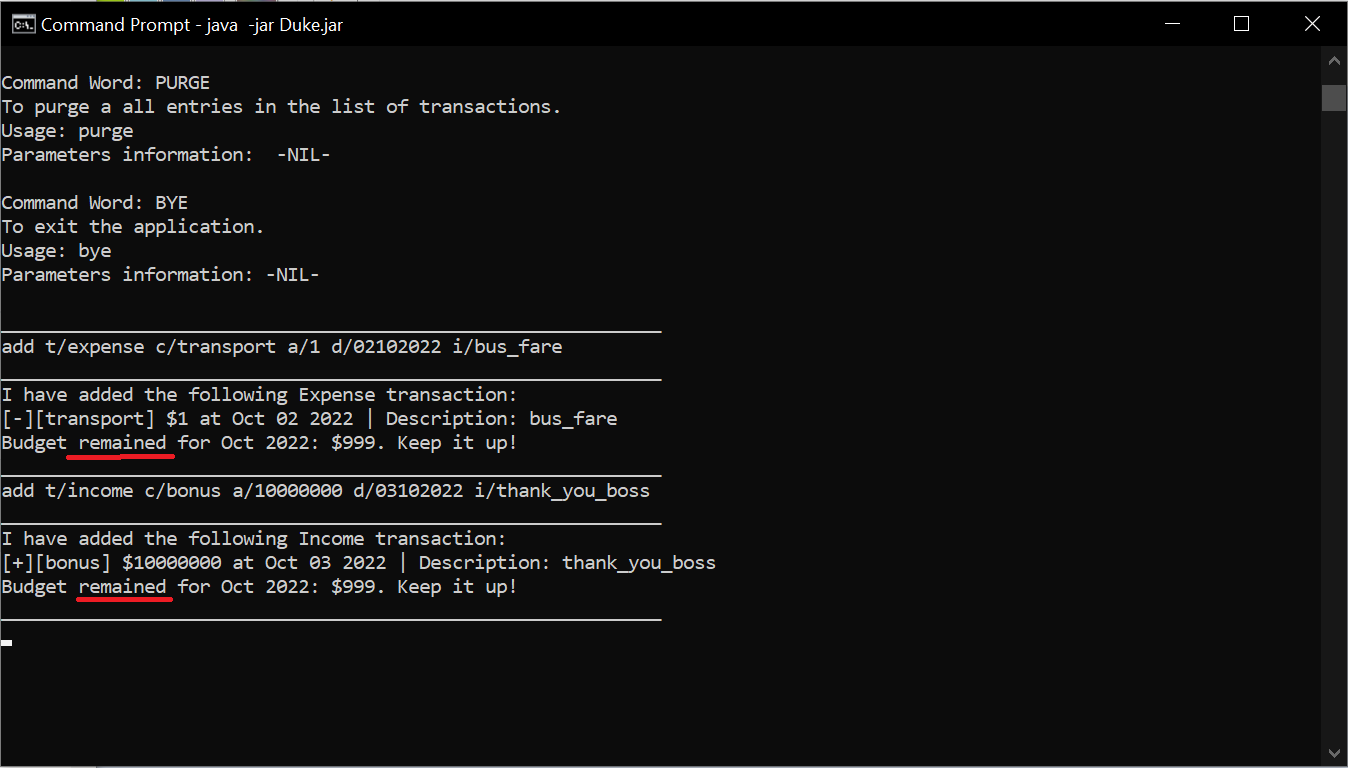 Command Prompt - java  -jar Duke.jar
Command Word: PURGE
To purge a all entries in the list of transactions.
Usage: purge
Parameters information:  -NIL-
Command Word: BYE
To exit the application.
Usage: bye
Parameters information: -NIL-
add t/expense c/transport a/1 d/02102022 i/bus_fare
I have added the following Expense transaction:
[-][transport] $1 at Oct 02 2022 | Description: bus_fare
Budget remained for Oct 2022: $999. Keep it up!
add t/income c/bonus a/10000000 d/03102022 i/thank_you_boss
I have added the following Income transaction:
[+][bonus] $10000000 at Oct 03 2022 | Description: thank_you_boss
Budget remained for Oct 2022: $999. Keep it up!